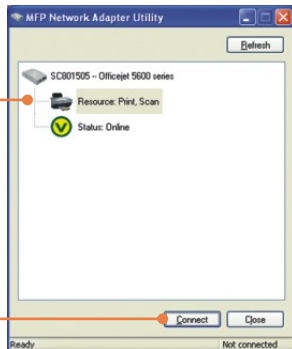 MFP Network Adapter Utility
Refresh
SC801505 -- Officejet 5600 series
Resource: Print, Scan
Status: Online
Connect
Close
Ready
Not connected